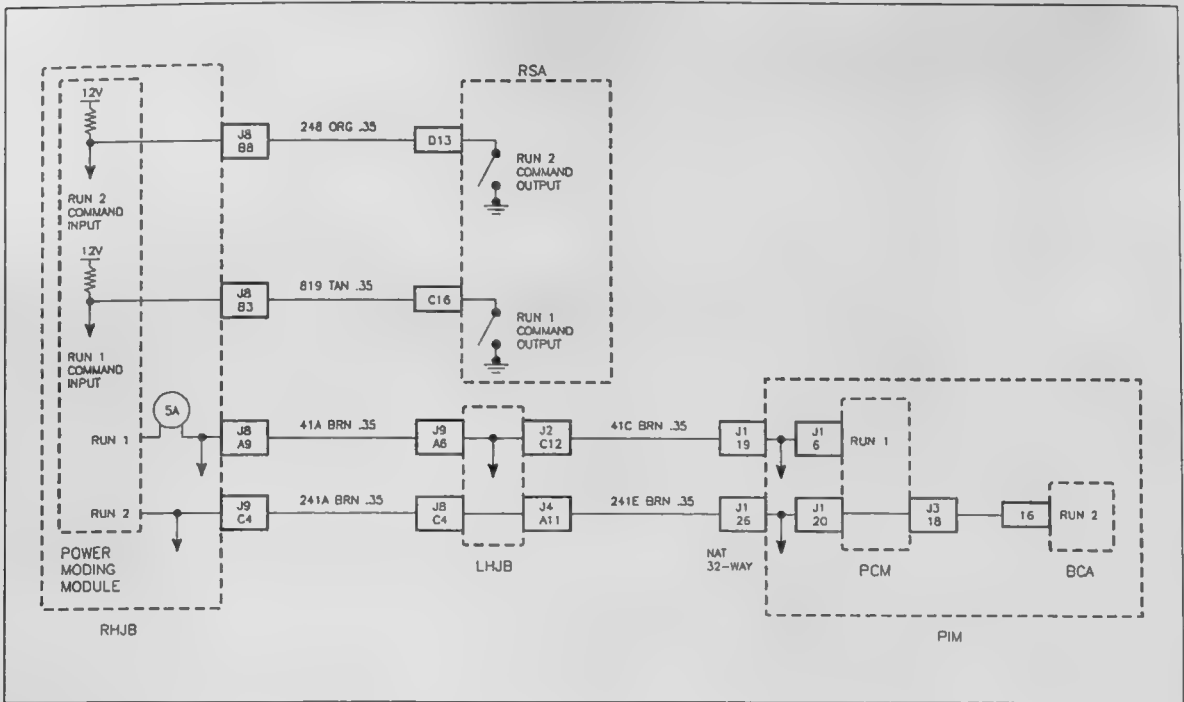 RSA
12V
J8
B8
248 ORG .35
D13
RUN 2
COMMAND
OUTPUT
RUN 2
COMMAND
INPUT
12V
J8
B3
819 TAN .35
C16
RUN 1
COMMAND
OUTPUT
RUN 1
COMMAND
INPUT
5A
RUN 1
J8
A9
41A BRN .35
J9
A6
J2
C12
41C BRN .35
J1
19
J1
6
RUN 1
RUN 2
J9
C4
241A BRN .35
J8
C4
J4
A11
241E BRN .35
J1
26
J1
20
J3
18
16
RUN 2
POWER
MODING
MODULE
LHJB
NAT
32-WAY
PCM
BCA
RHJB
PIM